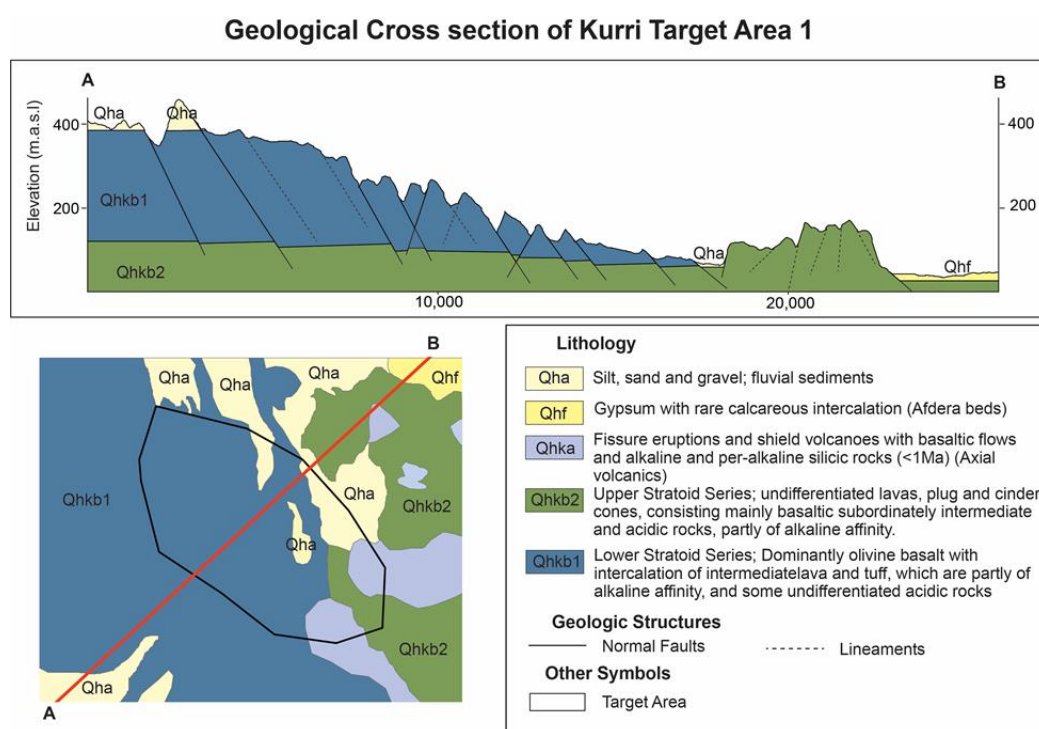 Geological Cross section of Kurri Target Area 1
A
B
Qha
Qha
400
400
Elevation (m.a.s.l)
Qhkb1
200
200
Qha
Qhkb2
Qhf
10,000
20,000
B
Qha
Qha
Qha
Qhf
Qhkb1
Qha
Qhkb2
Qha
Qhkb2
Qha
A
Lithology
Qha Silt, sand and gravel; fluvial sediments
Qhf Gypsum with rare calcareous intercalation (Afdera beds)
Qhka Fissure eruptions and shield volcanoes with basaltic flows
and alkaline and per-alkaline silicic rocks (<1Ma) (Axial
volcanics)
Qhkb2 Upper Stratoid Series; undifferentiated lavas, plug and cinder
cones, consisting mainly basaltic subordinately intermediate
and acidic rocks, partly of alkaline affinity.
Qhkb1 Lower Stratoid Series; Dominantly olivine basalt with
intercalation of intermediatelava and tuff, which are partly of
alkaline affinity, and some undifferentiated acidic rocks
Geologic Structures
Normal Faults
Lineaments
Other Symbols
Target Area